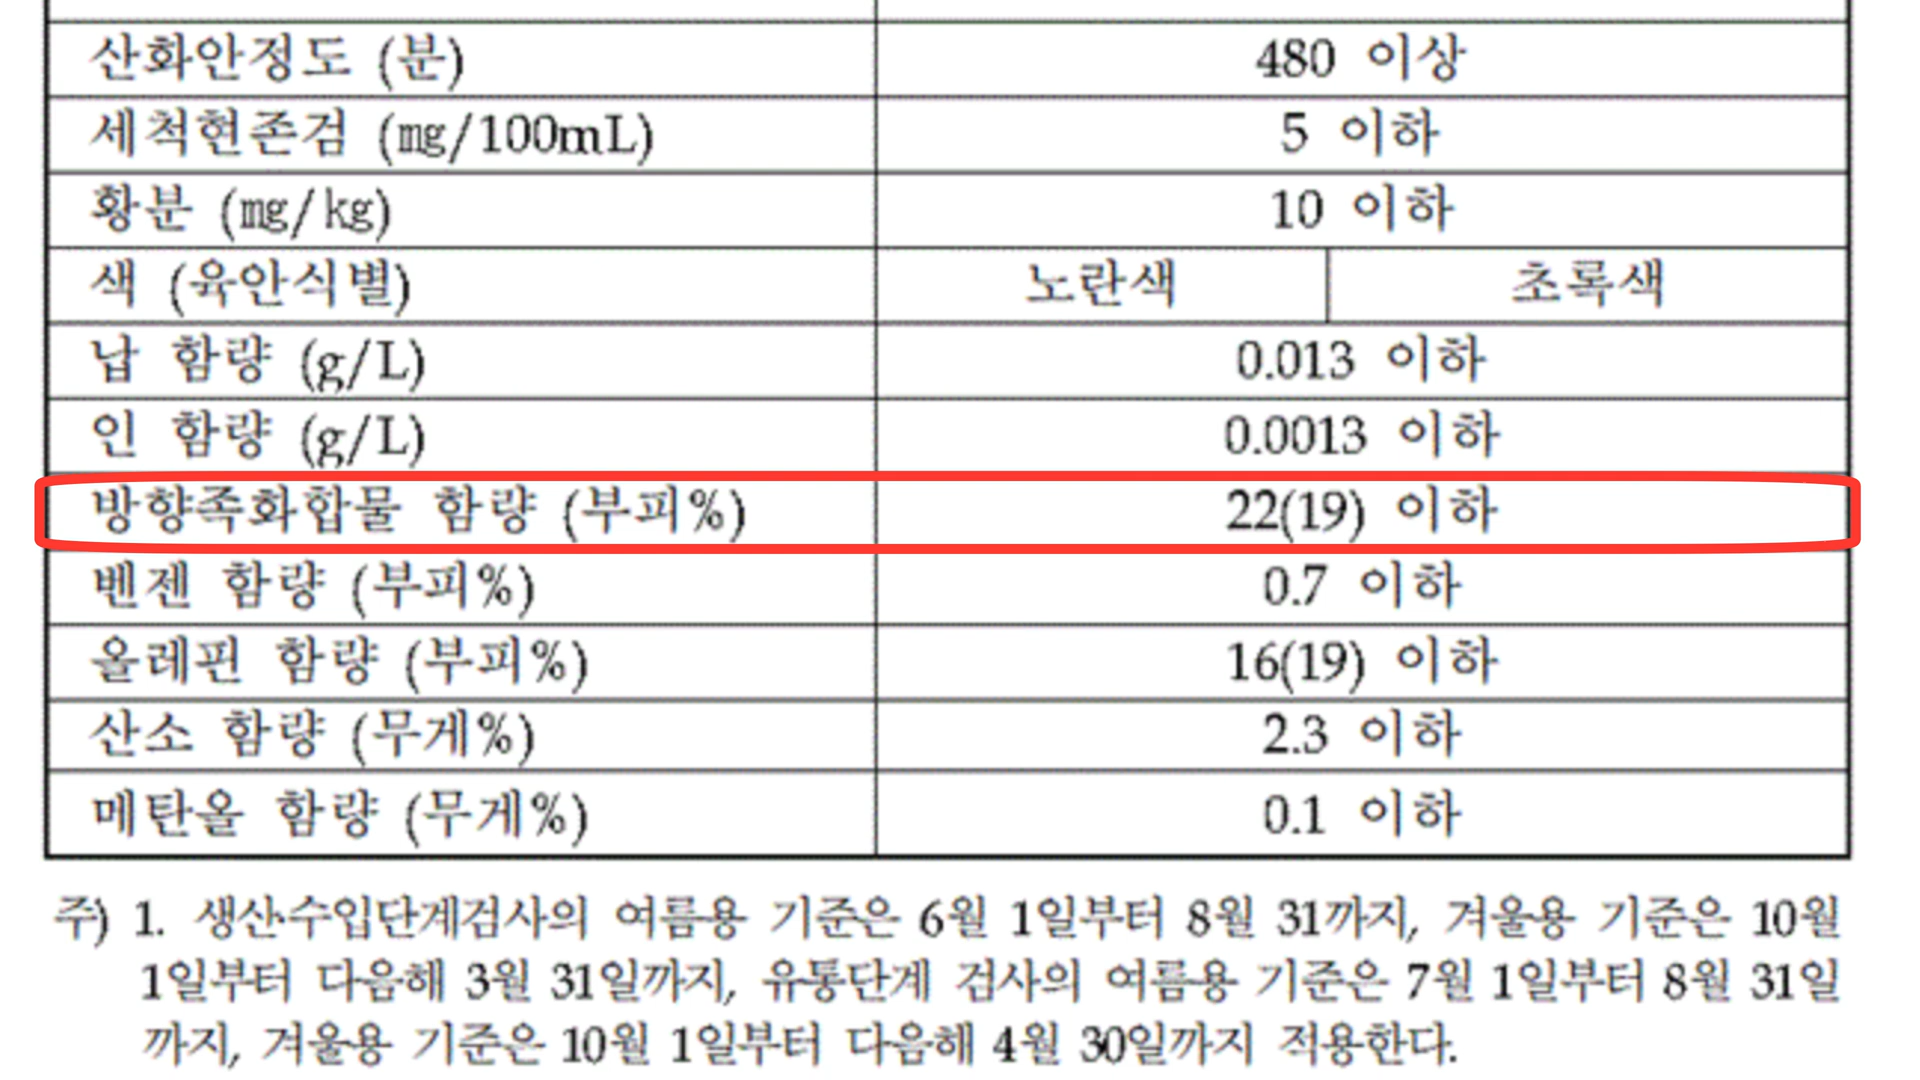 산화안정도 (분) 480 이상
세척현존검 (㎎/100mL) 5 이하
황분 (㎎/㎏) 10 이하
색 (육안식별) 노란색 초록색
납 함량 (g/L) 0.013 이하
인 함량 (g/L) 0.0013 이하
방향족화합물 함량 (부피%) 22(19) 이하
벤젠 함량 (부피%) 0.7 이하
올레핀 함량 (부피%) 16(19) 이하
산소 함량 (무게%) 2.3 이하
메탄올 함량 (무게%) 0.1 이하
주) 1. 생산·수입단계검사의 여름용 기준은 6월 1일부터 8월 31까지, 겨울용 기준은 10월
1일부터 다음해 3월 31일까지, 유통단계 검사의 여름용 기준은 7월 1일부터 8월 31일
까지, 겨울용 기준은 10월 1일부터 다음해 4월 30일까지 적용한다.